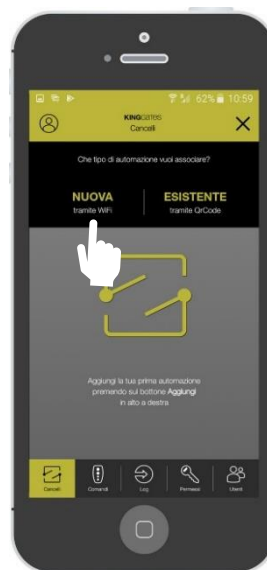 62% 10:59
KINGGATES
Cancelli
Che tipo di automazione vuoi associare?
NUOVA ESISTENTE
tramite WiFi tramite QrCode
Aggiungi la tua prima automazione
premendo sul bottone Aggiungi
in alto a destra
Cancelli Comandi Log Permessi Utenti